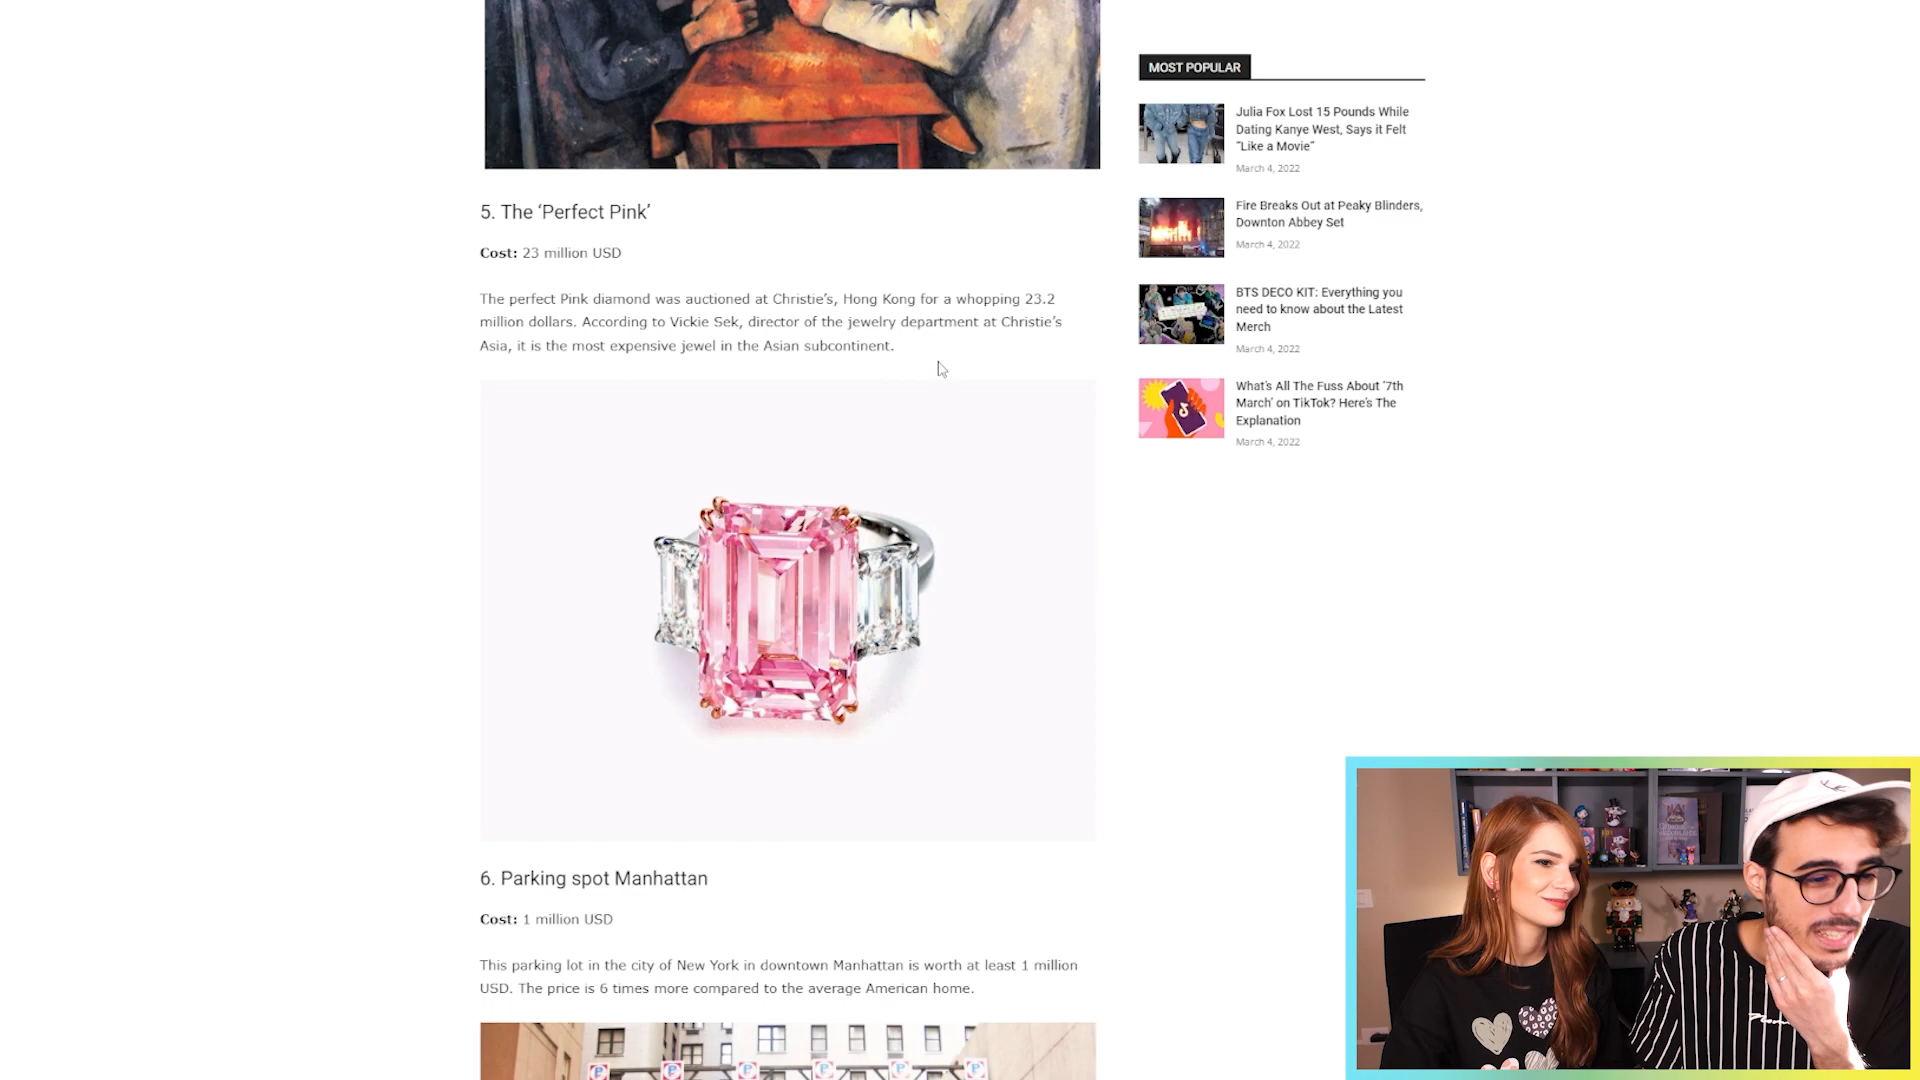 5. The ‘Perfect Pink’
Cost: 23 million USD
The perfect Pink diamond was auctioned at Christie’s, Hong Kong for a whopping 23.2
million dollars. According to Vickie Sek, director of the jewelry department at Christie’s
Asia, it is the most expensive jewel in the Asian subcontinent.
6. Parking spot Manhattan
Cost: 1 million USD
This parking lot in the city of New York in downtown Manhattan is worth at least 1 million
USD. The price is 6 times more compared to the average American home.
P P P P P P
MOST POPULAR
Julia Fox Lost 15 Pounds While
Dating Kanye West, Says it Felt
“Like a Movie”
March 4, 2022
Fire Breaks Out at Peaky Blinders,
Downton Abbey Set
March 4, 2022
BTS DECO KIT: Everything you
need to know about the Latest
Merch
March 4, 2022
What’s All The Fuss About ‘7th
March’ on TikTok? Here’s The
Explanation
March 4, 2022